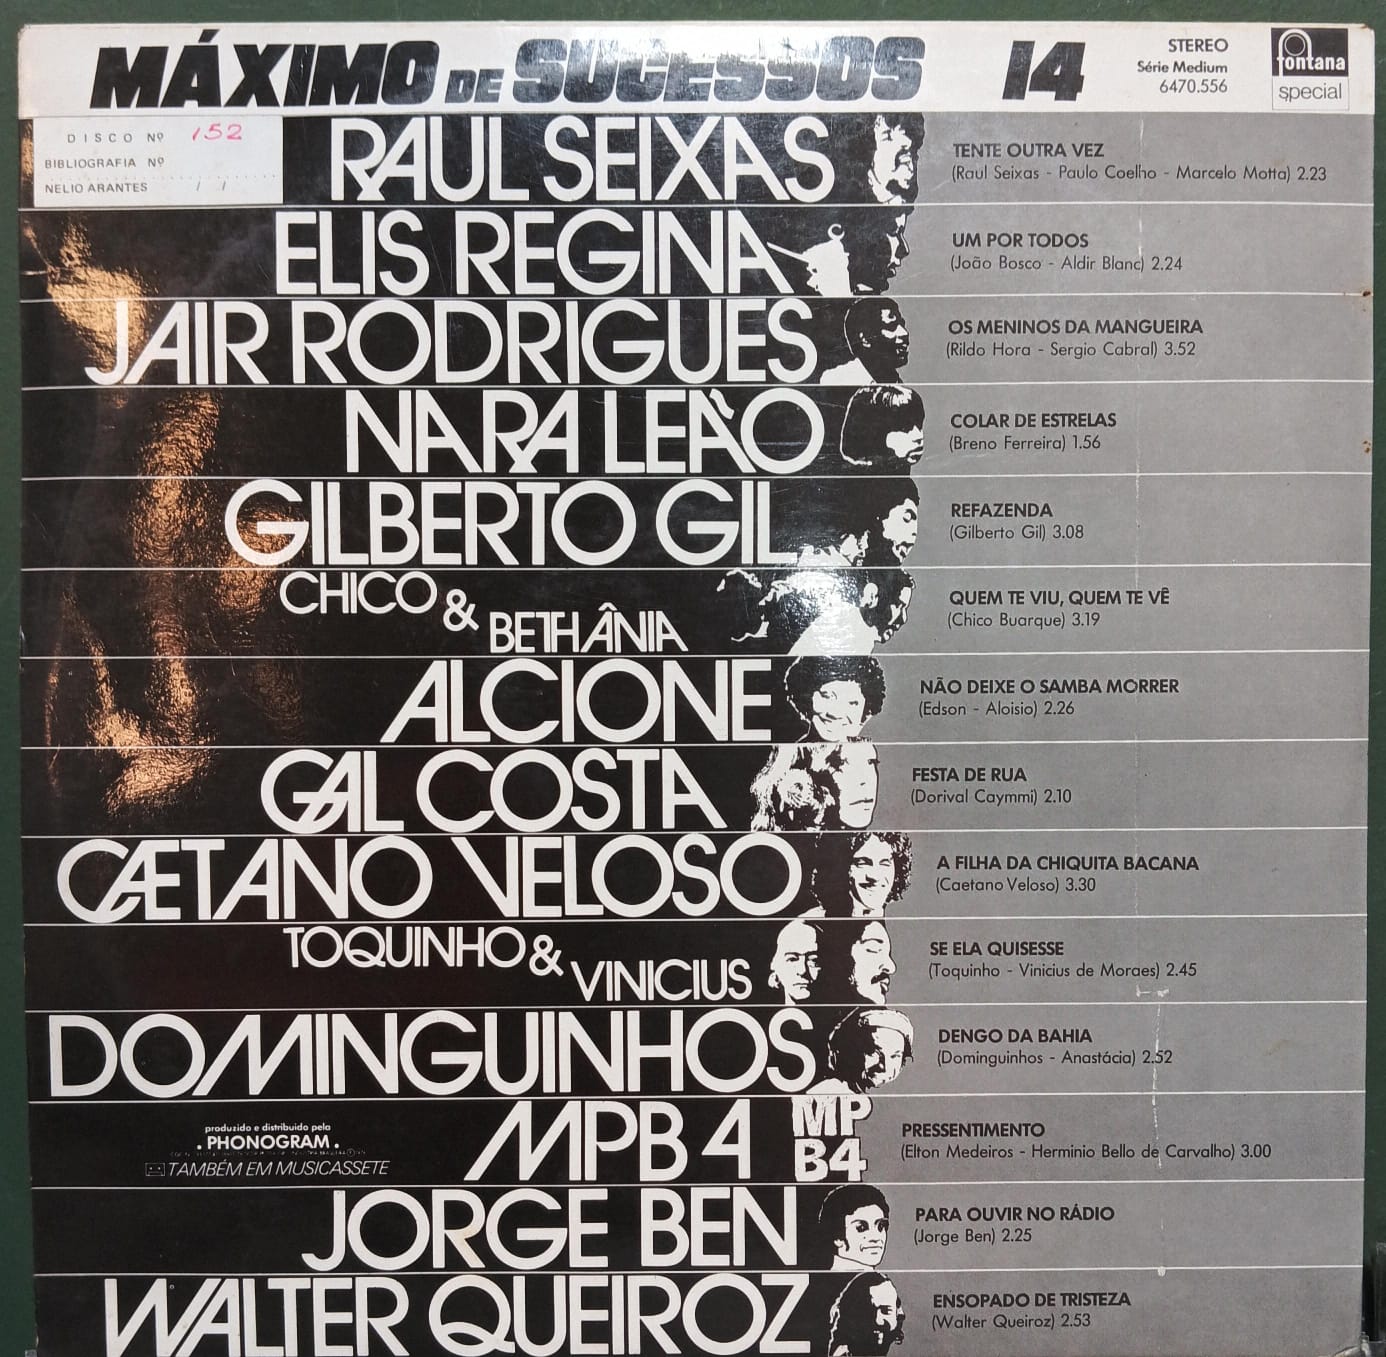 MÁXIMO DE SUCESSOS 14
STEREO
Série Medium
6470.556
fontana
special
DISCO Nº 152
BIBLIOGRAFIA Nº
NELIO ARANTES / /
RAUL SEIXAS
TENTE OUTRA VEZ
(Raul Seixas - Paulo Coelho - Marcelo Motta) 2.23
ELIS REGINA
UM POR TODOS
(João Bosco - Aldir Blanc) 2.24
JAIR RODRIGUES
OS MENINOS DA MANGUEIRA
(Rildo Hora - Sergio Cabral) 3.52
NARA LEÃO
COLAR DE ESTRELAS
(Breno Ferreira) 1.56
GILBERTO GIL
REFAZENDA
(Gilberto Gil) 3.08
CHICO & BETHÂNIA
QUEM TE VIU, QUEM TE VÊ
(Chico Buarque) 3.19
ALCIONE
NÃO DEIXE O SAMBA MORRER
(Edson - Aloisio) 2.26
GAL COSTA
FESTA DE RUA
(Dorival Caymmi) 2.10
CAETANO VELOSO
A FILHA DA CHIQUITA BACANA
(Caetano Veloso) 3.30
TOQUINHO & VINICIUS
SE ELA QUISESSE
(Toquinho - Vinicius de Moraes) 2.45
DOMINGUINHOS
DENGO DA BAHIA
(Dominguinhos - Anastácia) 2.52
produzido e distribuido pela
. PHONOGRAM .
TAMBÉM EM MUSICASSETE
MPB 4
MP
B4
PRESSENTIMENTO
(Elton Medeiros - Herminio Bello de Carvalho) 3.00
JORGE BEN
PARA OUVIR NO RÁDIO
(Jorge Ben) 2.25
WALTER QUEIROZ
ENSOPADO DE TRISTEZA
(Walter Queiroz) 2.53